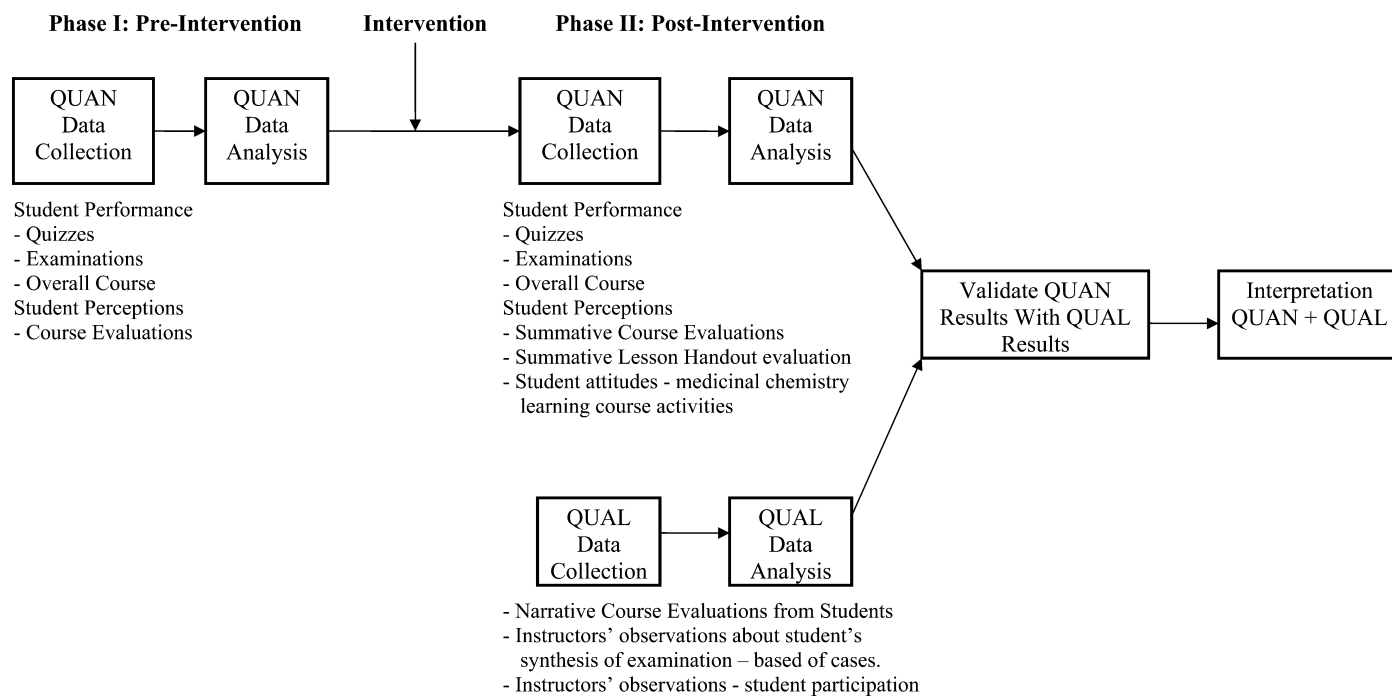 Phase I: Pre-Intervention
Intervention
Phase II: Post-Intervention
QUAN
Data
Collection
QUAN
Data
Analysis
QUAN
Data
Collection
QUAN
Data
Analysis
Student Performance
- Quizzes
- Examinations
- Overall Course
Student Perceptions
- Course Evaluations
Student Performance
- Quizzes
- Examinations
- Overall Course
Student Perceptions
- Summative Course Evaluations
- Summative Lesson Handout evaluation
- Student attitudes - medicinal chemistry
learning course activities
Validate QUAN
Results With QUAL
Results
Interpretation
QUAN + QUAL
QUAL
Data
Collection
QUAL
Data
Analysis
- Narrative Course Evaluations from Students
- Instructors’ observations about student’s
synthesis of examination – based of cases.
- Instructors’ observations - student participation